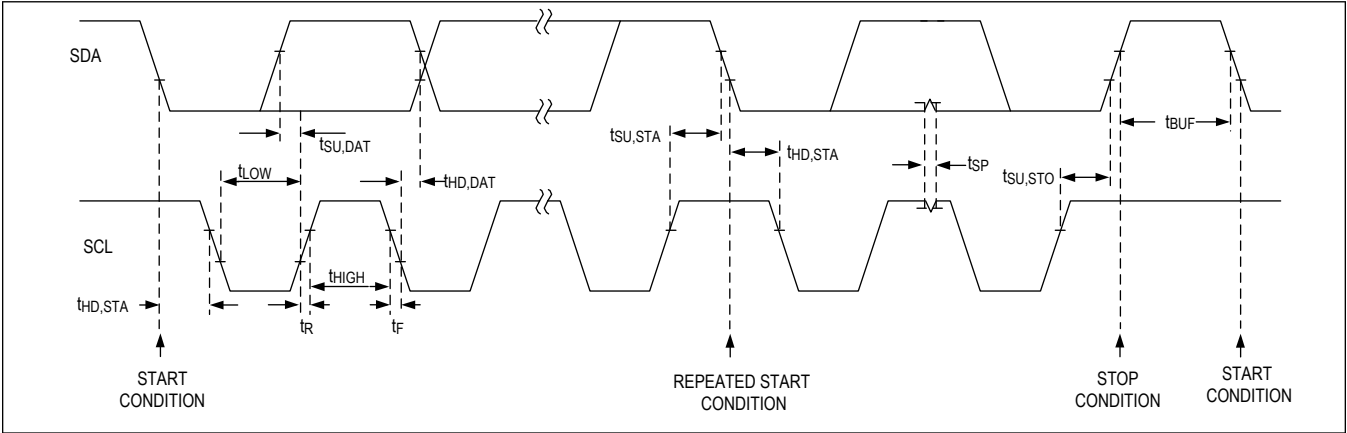 SDA
tSU,DAT
tSU,STA
tHD,STA
tSP
tBUF
tLOW
tHD,DAT
tSU,STO
SCL
tHIGH
tHD,STA
tR
tF
START
CONDITION
REPEATED START
CONDITION
STOP
CONDITION
START
CONDITION